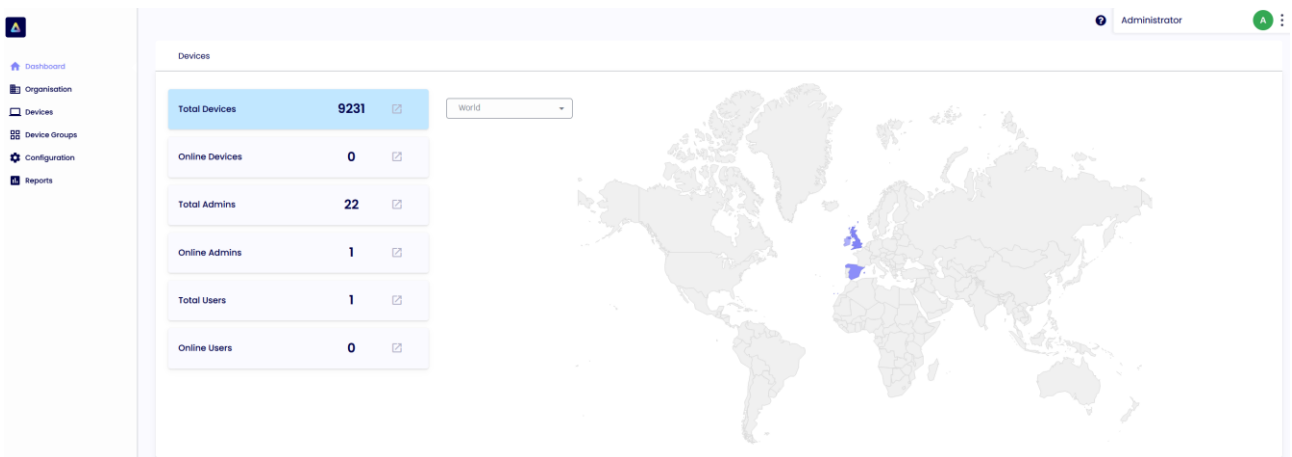 Administrator
A
Dashboard
Organisation
Devices
Device Groups
Configuration
Reports
Devices
Total Devices 9231
Online Devices 0
Total Admins 22
Online Admins 1
Total Users 1
Online Users 0
World